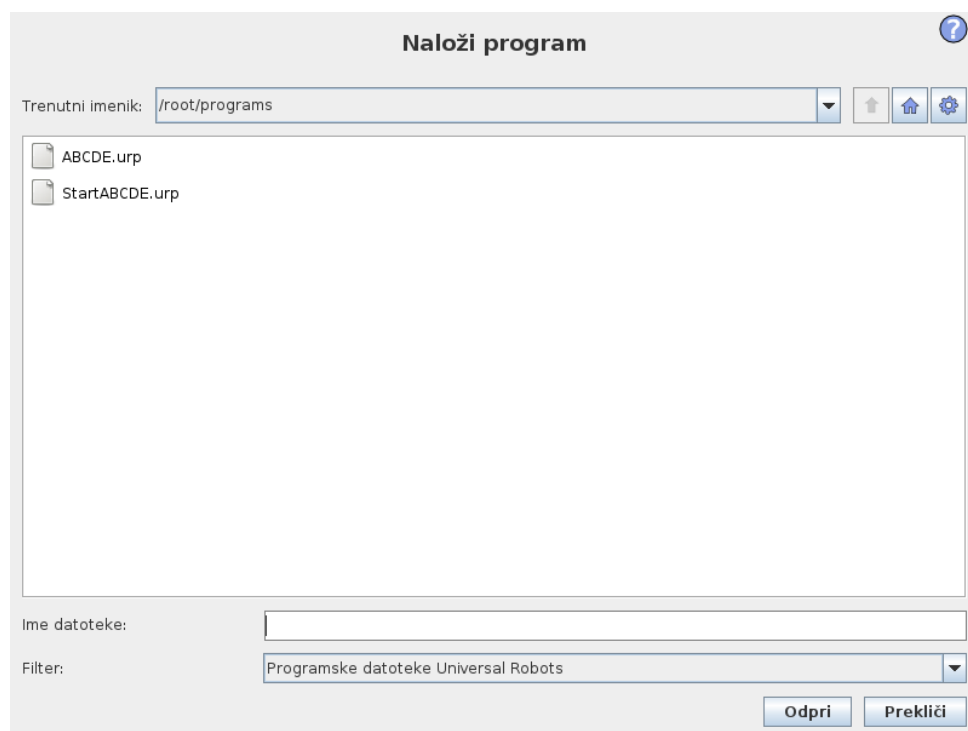 Naloži program
?
Trenutni imenik: /root/programs
ABCDE.urp
StartABCDE.urp
Ime datoteke:
Filter: Programske datoteke Universal Robots
Odpri Prekliči